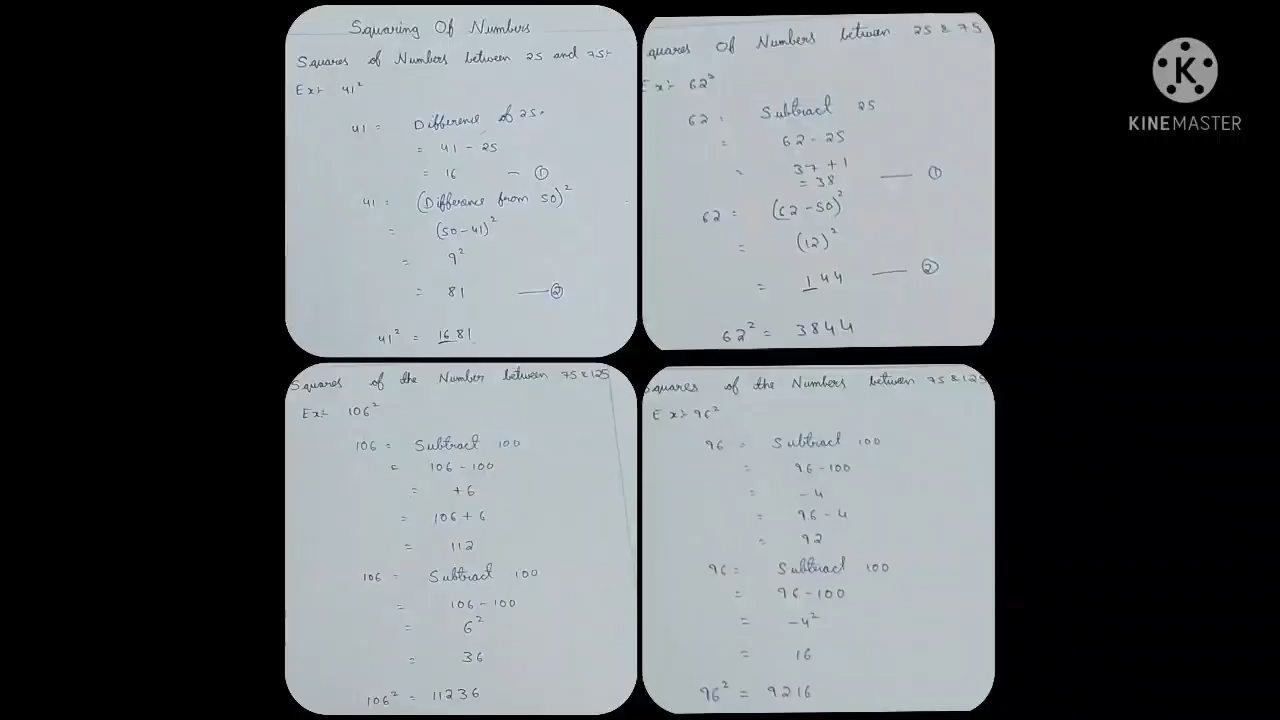 Squaring Of Numbers
Squares of Numbers between 25 and 75:-
Ex:- 41²
41 = Difference of 25.
= 41 - 25
= 16 — ①
41 = (Difference from 50)²
= (50-41)²
= 9²
= 81 —— ②
41² = 1681
quares Of Numbers between 25 & 75
Ex:- 62²
62 = Subtract 25
= 62 - 25
= 37 + 1
= 38 —— ①
62 = (62-50)²
= (12)²
= 144 —— ②
62² = 3844
Squares of the Number between 75 & 125
Ex:- 106²
106 = Subtract 100
= 106 - 100
= +6
= 106 + 6
= 112
106 = Subtract 100
= 106 - 100
= 6²
= 36
106² = 11236
quares of the Numbers between 75 & 125
Ex:- 96²
96 = Subtract 100
= 96 - 100
= -4
= 96 - 4
= 92
96 = Subtract 100
= 96 - 100
= -4²
= 16
96² = 9216
K
KINEMASTER